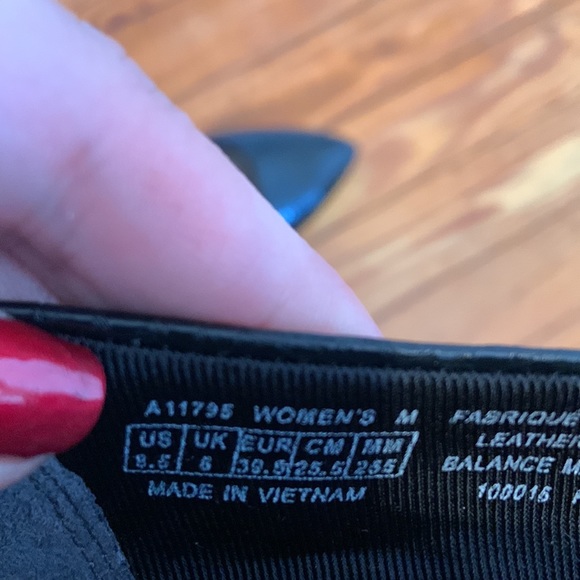 A11795 WOMEN'S M
US UK EUR CM MM
8.5 6 39.5 25.5 255
MADE IN VIETNAM
FABRIQUE
LEATHER
BALANCE M